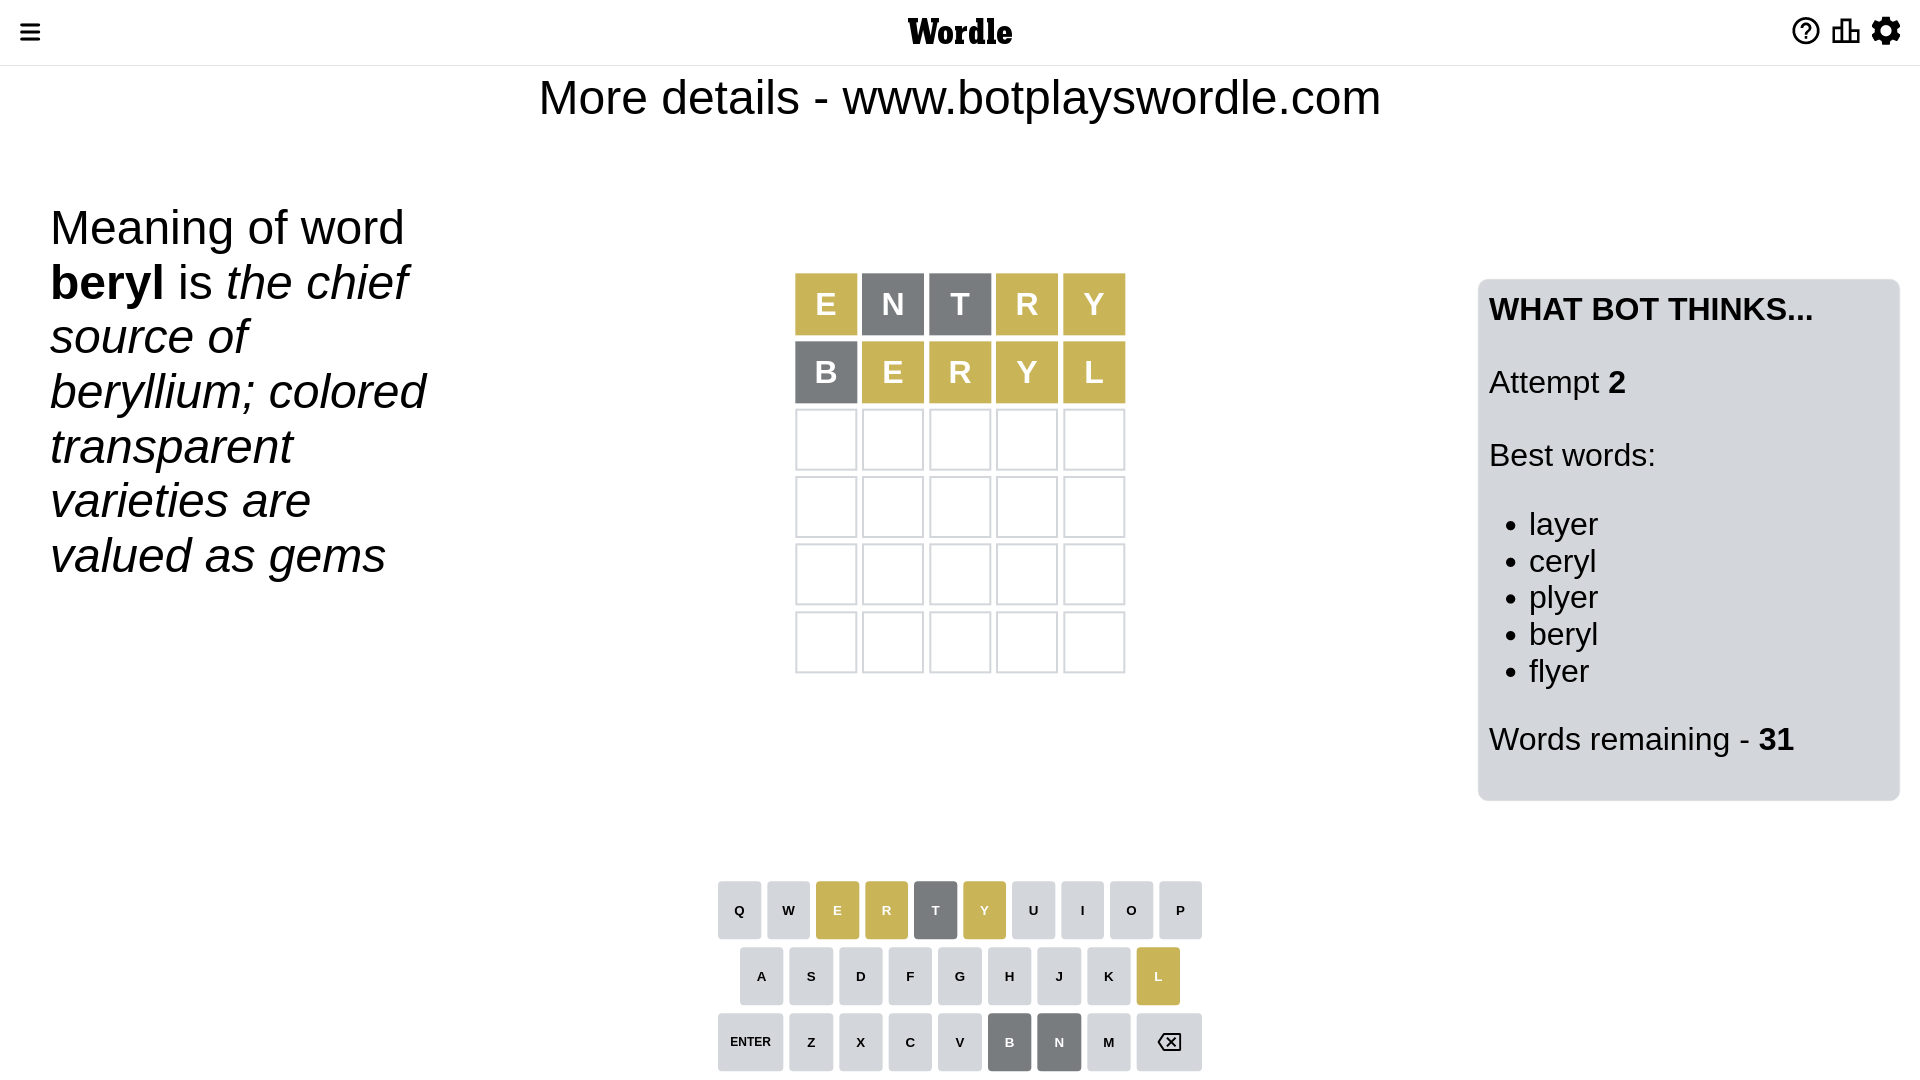 Wordle
More details - www.botplayswordle.com
Meaning of word
beryl is the chief
source of
beryllium; colored
transparent
varieties are
valued as gems
E N T R Y
B E R Y L
WHAT BOT THINKS...
Attempt 2
Best words:
• layer
• ceryl
• plyer
• beryl
• flyer
Words remaining - 31
Q W E R T Y U I O P
A S D F G H J K L
ENTER Z X C V B N M